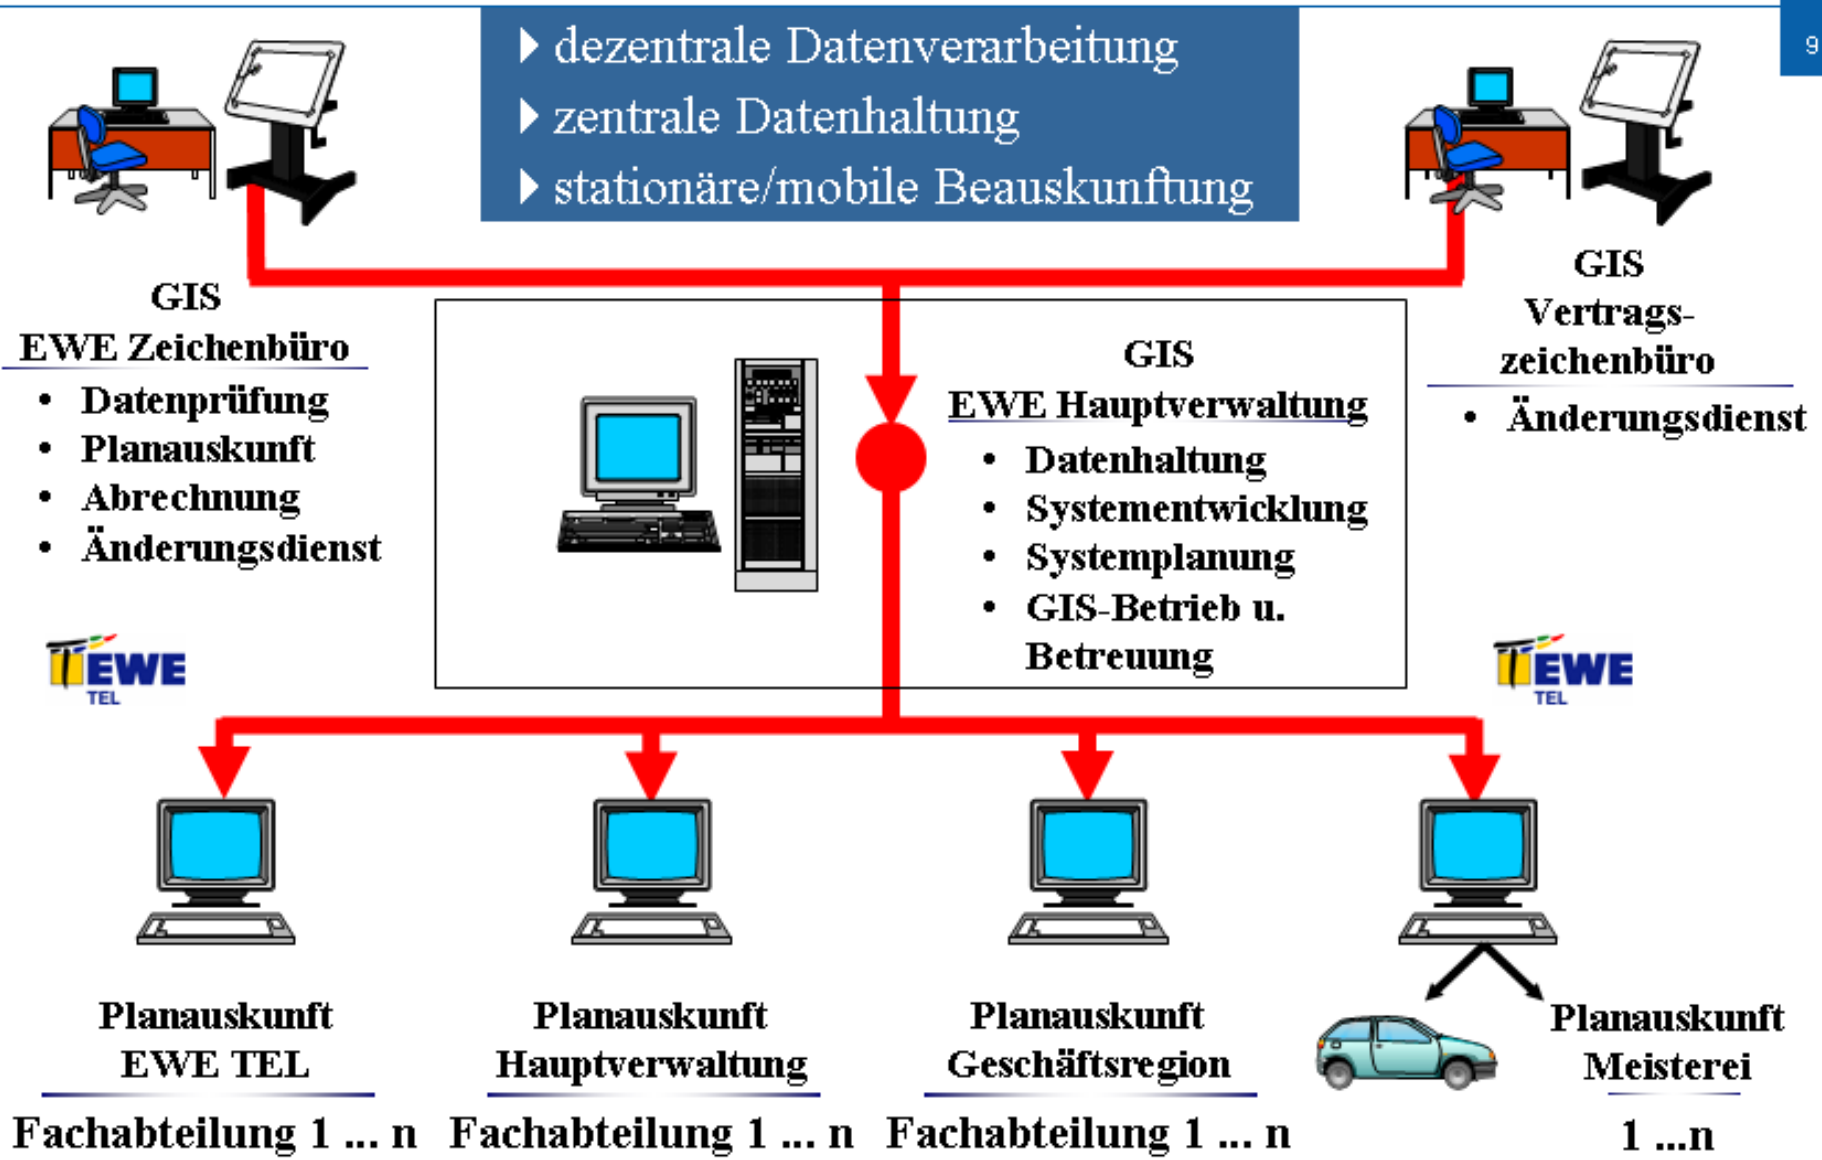 dezentrale Datenverarbeitung
zentrale Datenhaltung
stationäre/mobile Beauskunftung
9
GIS
EWE Zeichenbüro
• Datenprüfung
• Planauskunft
• Abrechnung
• Änderungsdienst
GIS
EWE Hauptverwaltung
• Datenhaltung
• Systementwicklung
• Systemplanung
• GIS-Betrieb u.
Betreuung
GIS
Vertrags-
zeichenbüro
• Änderungsdienst
EWE
TEL
EWE
TEL
Planauskunft
EWE TEL
Fachabteilung 1 ... n
Planauskunft
Hauptverwaltung
Fachabteilung 1 ... n
Planauskunft
Geschäftsregion
Fachabteilung 1 ... n
Planauskunft
Meisterei
1 ...n